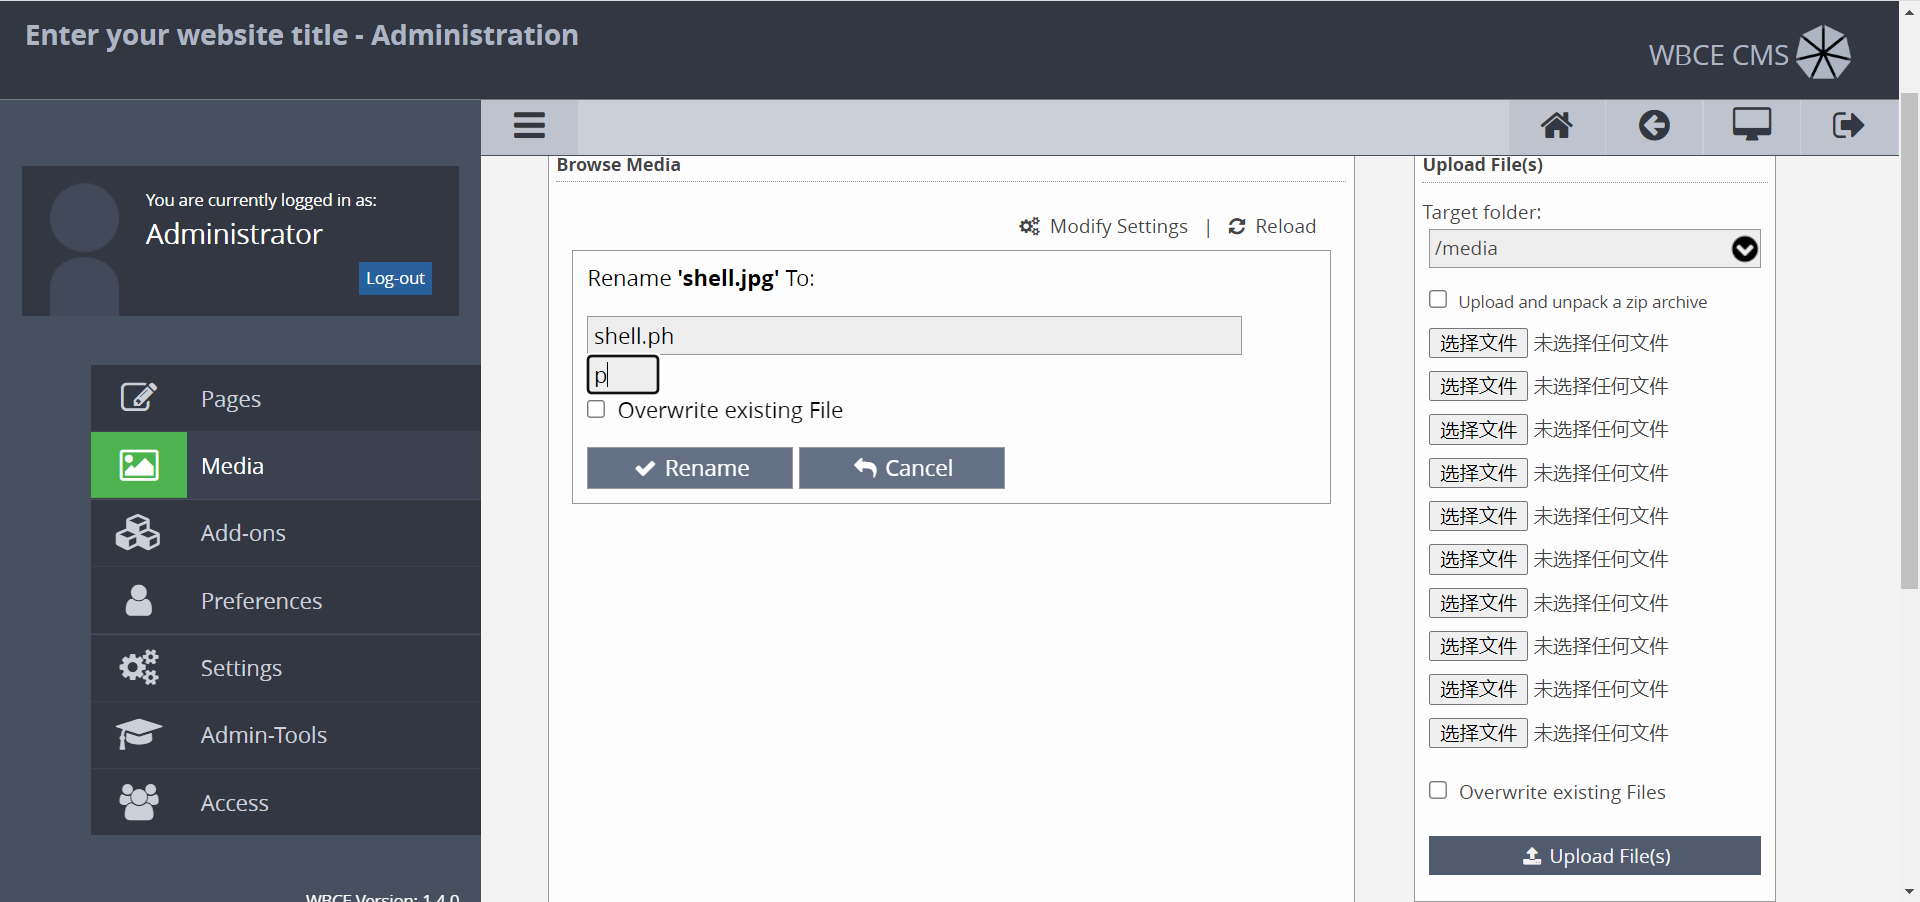 Enter your website title - Administration
WBCE CMS
You are currently logged in as:
Administrator
Log-out
Pages
Media
Add-ons
Preferences
Settings
Admin-Tools
Access
WBCE Version: 1.4.0
Browse Media
Modify Settings | Reload
Rename 'shell.jpg' To:
shell.ph
p
Overwrite existing File
Rename
Cancel
Upload File(s)
Target folder:
/media
Upload and unpack a zip archive
选择文件 未选择任何文件
选择文件 未选择任何文件
选择文件 未选择任何文件
选择文件 未选择任何文件
选择文件 未选择任何文件
选择文件 未选择任何文件
选择文件 未选择任何文件
选择文件 未选择任何文件
选择文件 未选择任何文件
选择文件 未选择任何文件
Overwrite existing Files
Upload File(s)